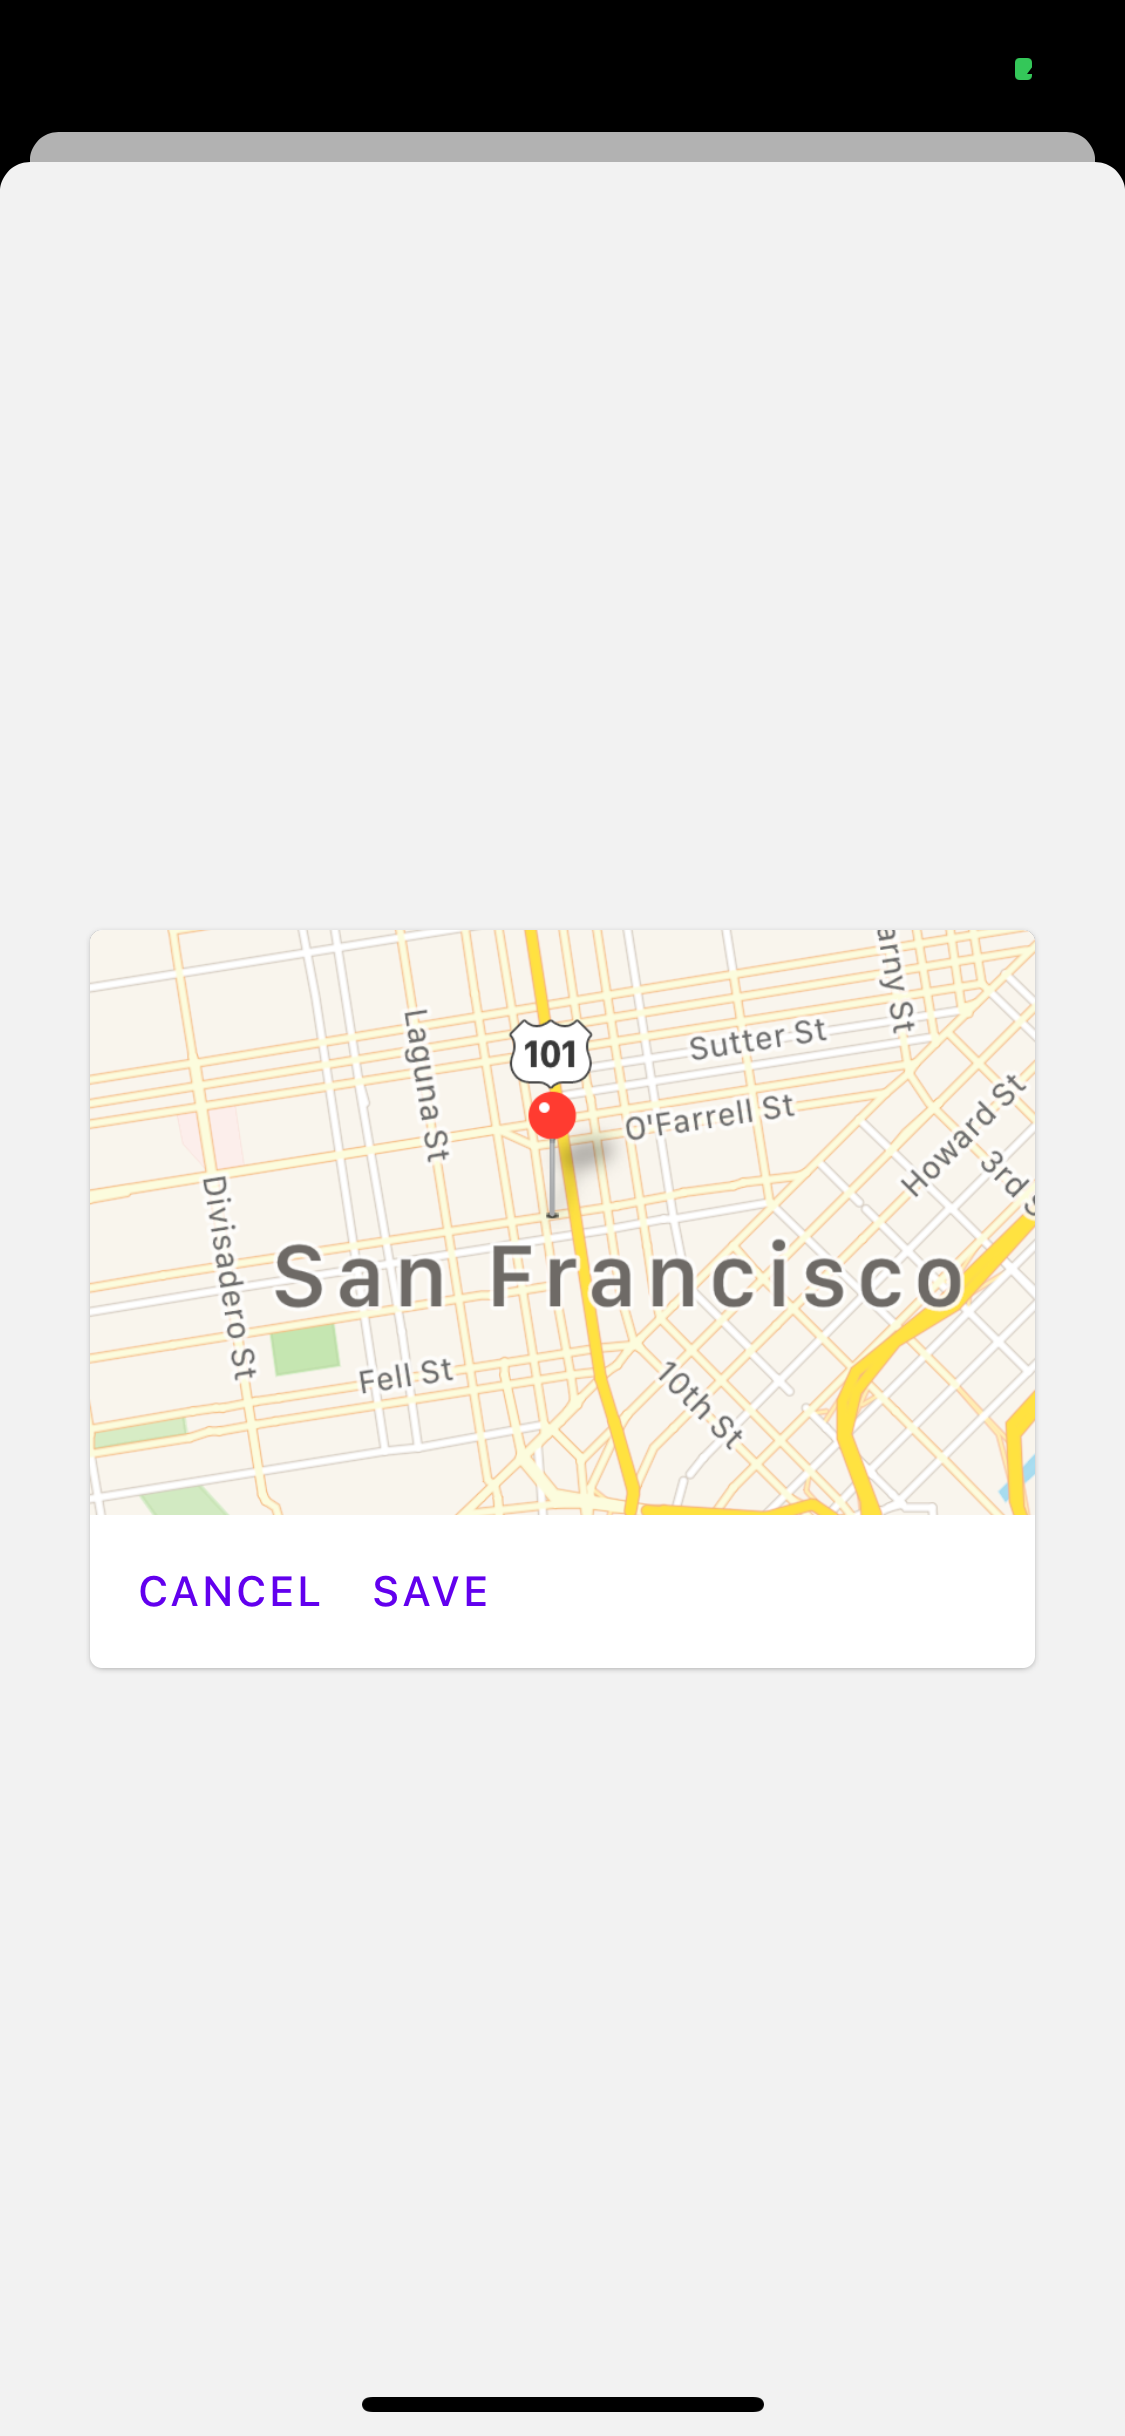 arny St
Laguna St
Sutter St
101
O'Farrell St
Howard St
3rd
Divisadero St
San Francisco
Fell St
10th St
CANCEL SAVE